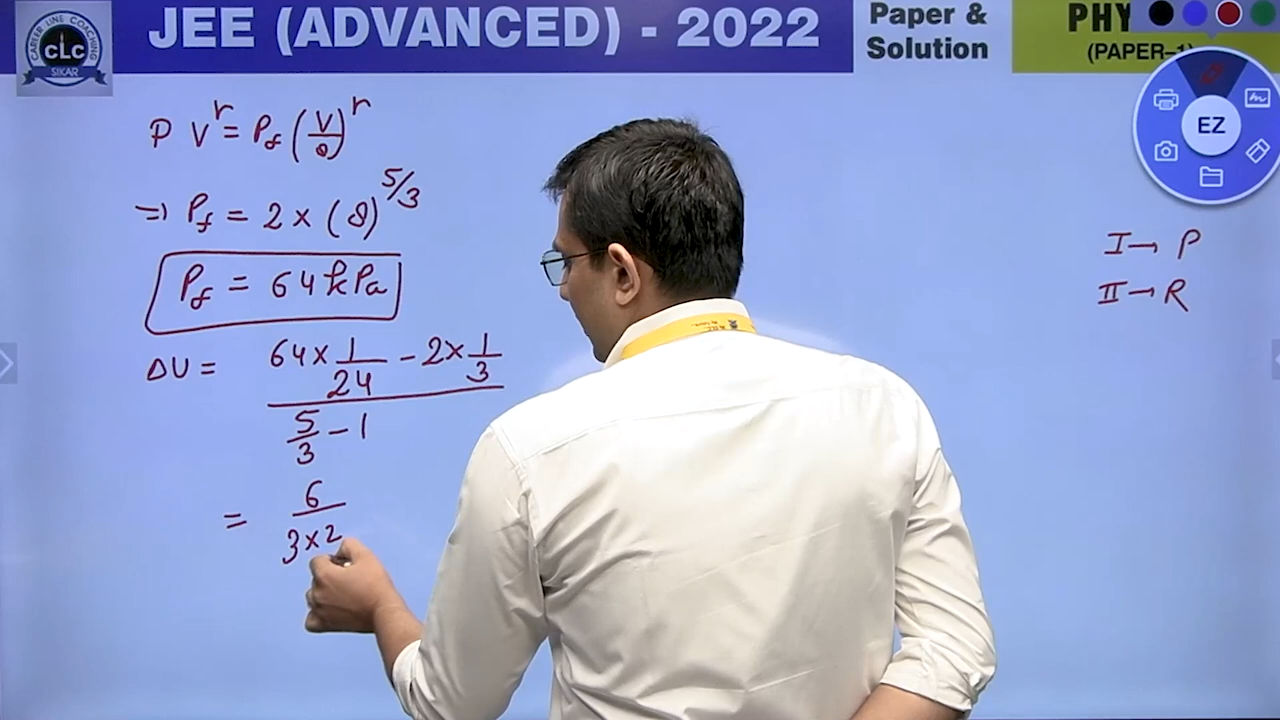 CAREER LINE COACHING
CLC
SIKAR
JEE (ADVANCED) - 2022
Paper &
Solution
PHY
(PAPER-1)
EZ
P V^r = P_f (V/8)^r
⇒ P_f = 2 × (8)^5/3
P_f = 64 kPa
ΔU = (64 × 1/24 - 2 × 1/3) / (5/3 - 1)
= 6 / 3×2
I → P
II → R